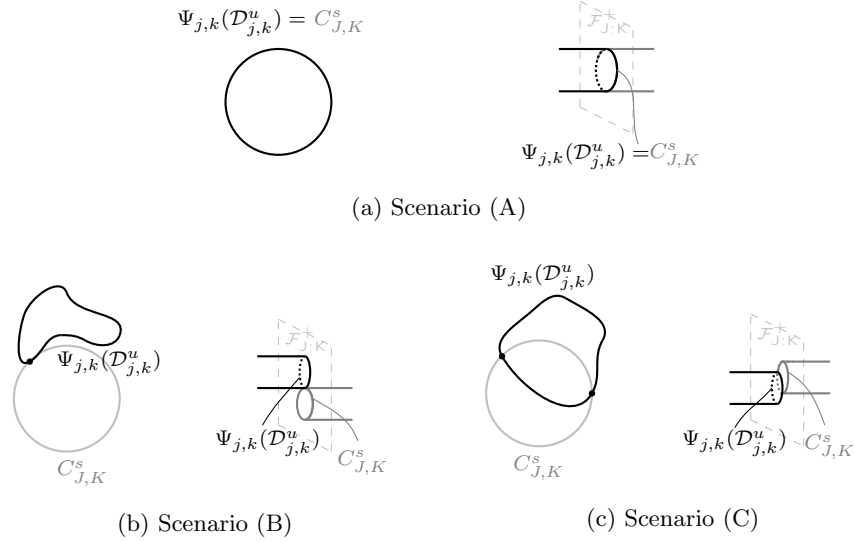 Ψ_{j,k}(𝒟^u_{j,k}) = C^s_{J,K}
ℱ^+_{J;K}
Ψ_{j,k}(𝒟^u_{j,k}) = C^s_{J,K}
(a) Scenario (A)
Ψ_{j,k}(𝒟^u_{j,k})
C^s_{J,K}
ℱ^+_{J;K}
Ψ_{j,k}(𝒟^u_{j,k})
C^s_{J,K}
(b) Scenario (B)
Ψ_{j,k}(𝒟^u_{j,k})
C^s_{J,K}
ℱ^+_{J;K}
Ψ_{j,k}(𝒟^u_{j,k})
C^s_{J,K}
(c) Scenario (C)